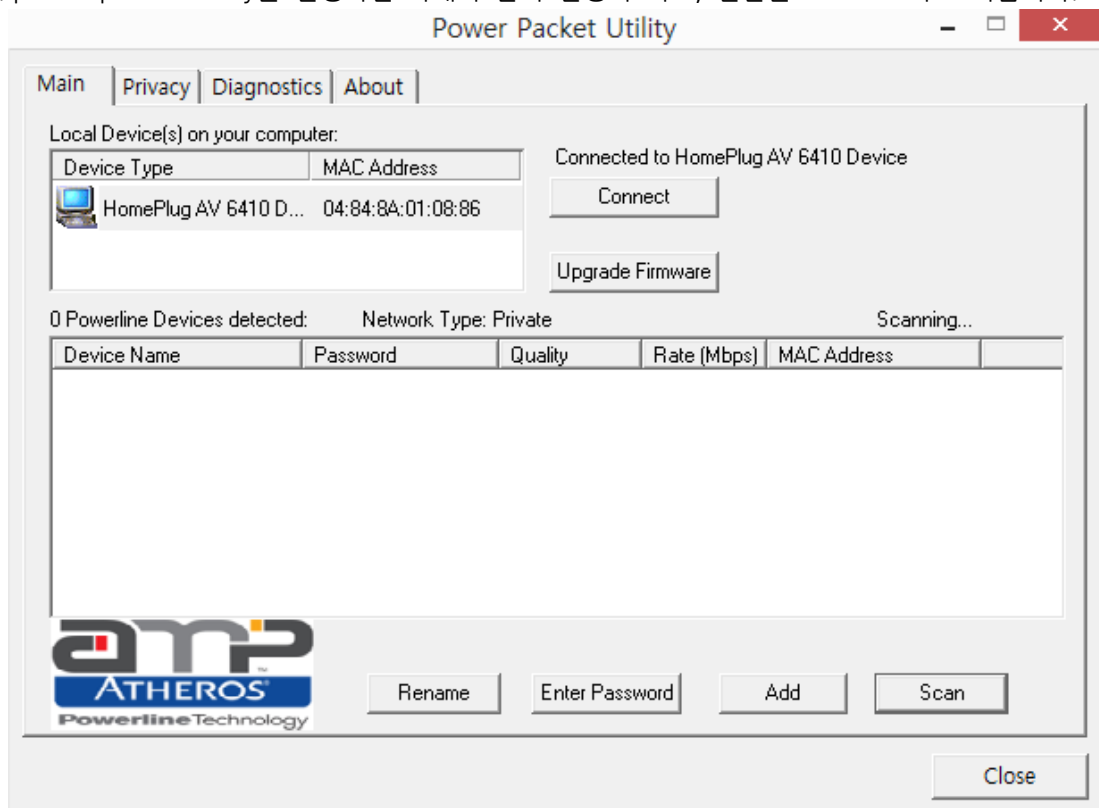 Power Packet Utility
Main Privacy Diagnostics About
Local Device(s) on your computer:
Device Type MAC Address
HomePlug AV 6410 D... 04:84:8A:01:08:86
Connected to HomePlug AV 6410 Device
Connect
Upgrade Firmware
0 Powerline Devices detected: Network Type: Private Scanning...
Device Name Password Quality Rate (Mbps) MAC Address
amp
ATHEROS
Powerline Technology
Rename Enter Password Add Scan
Close